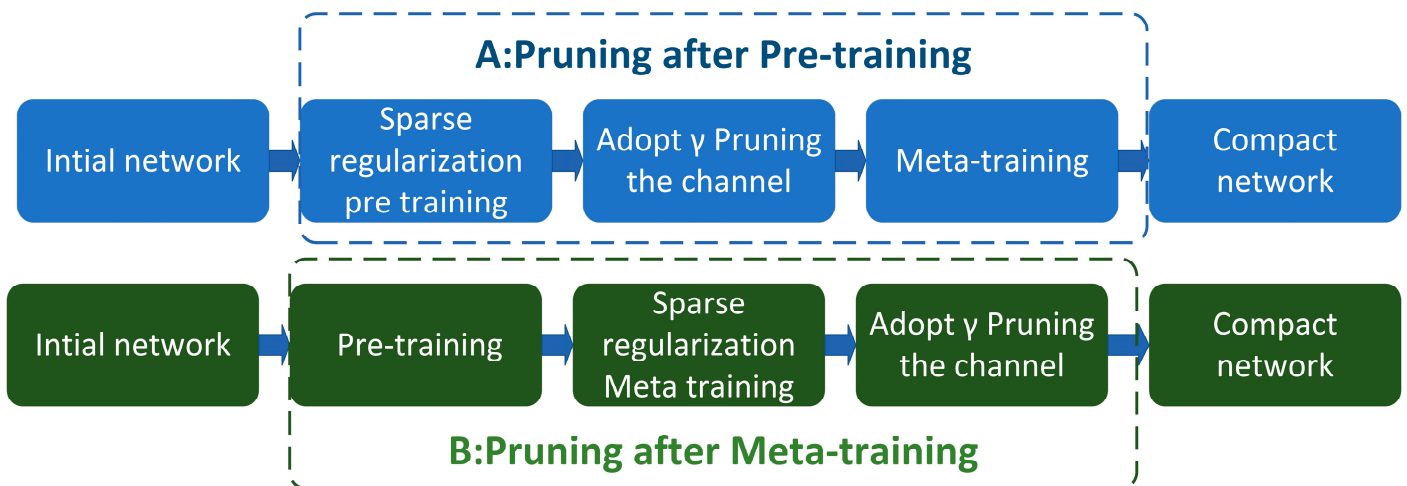 A:Pruning after Pre-training
Intial network
Sparse
regularization
pre training
Adopt γ Pruning
the channel
Meta-training
Compact
network
Intial network
Pre-training
Sparse
regularization
Meta training
Adopt γ Pruning
the channel
Compact
network
B:Pruning after Meta-training